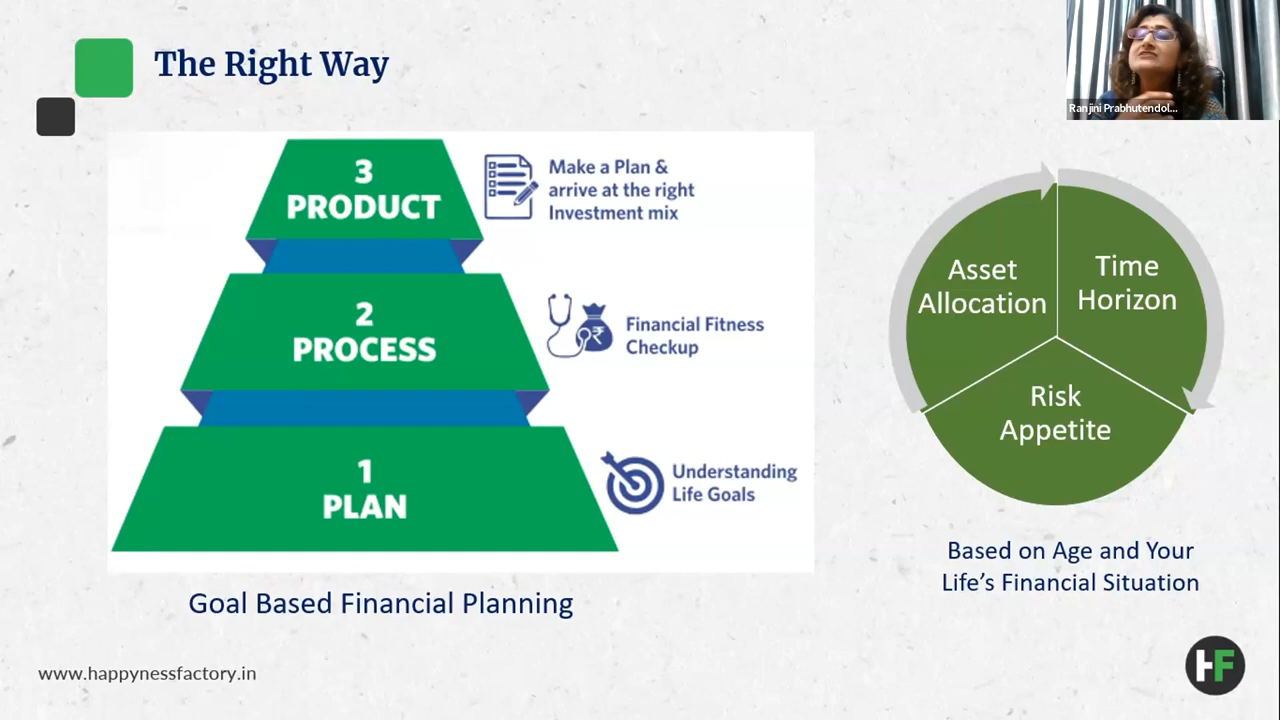 The Right Way
Ranjini Prabhutendol...
3
PRODUCT
Make a Plan &
arrive at the right
Investment mix
2
PROCESS
₹
Financial Fitness
Checkup
1
PLAN
Understanding
Life Goals
Goal Based Financial Planning
Asset
Allocation
Time
Horizon
Risk
Appetite
Based on Age and Your
Life’s Financial Situation
www.happynessfactory.in
HF